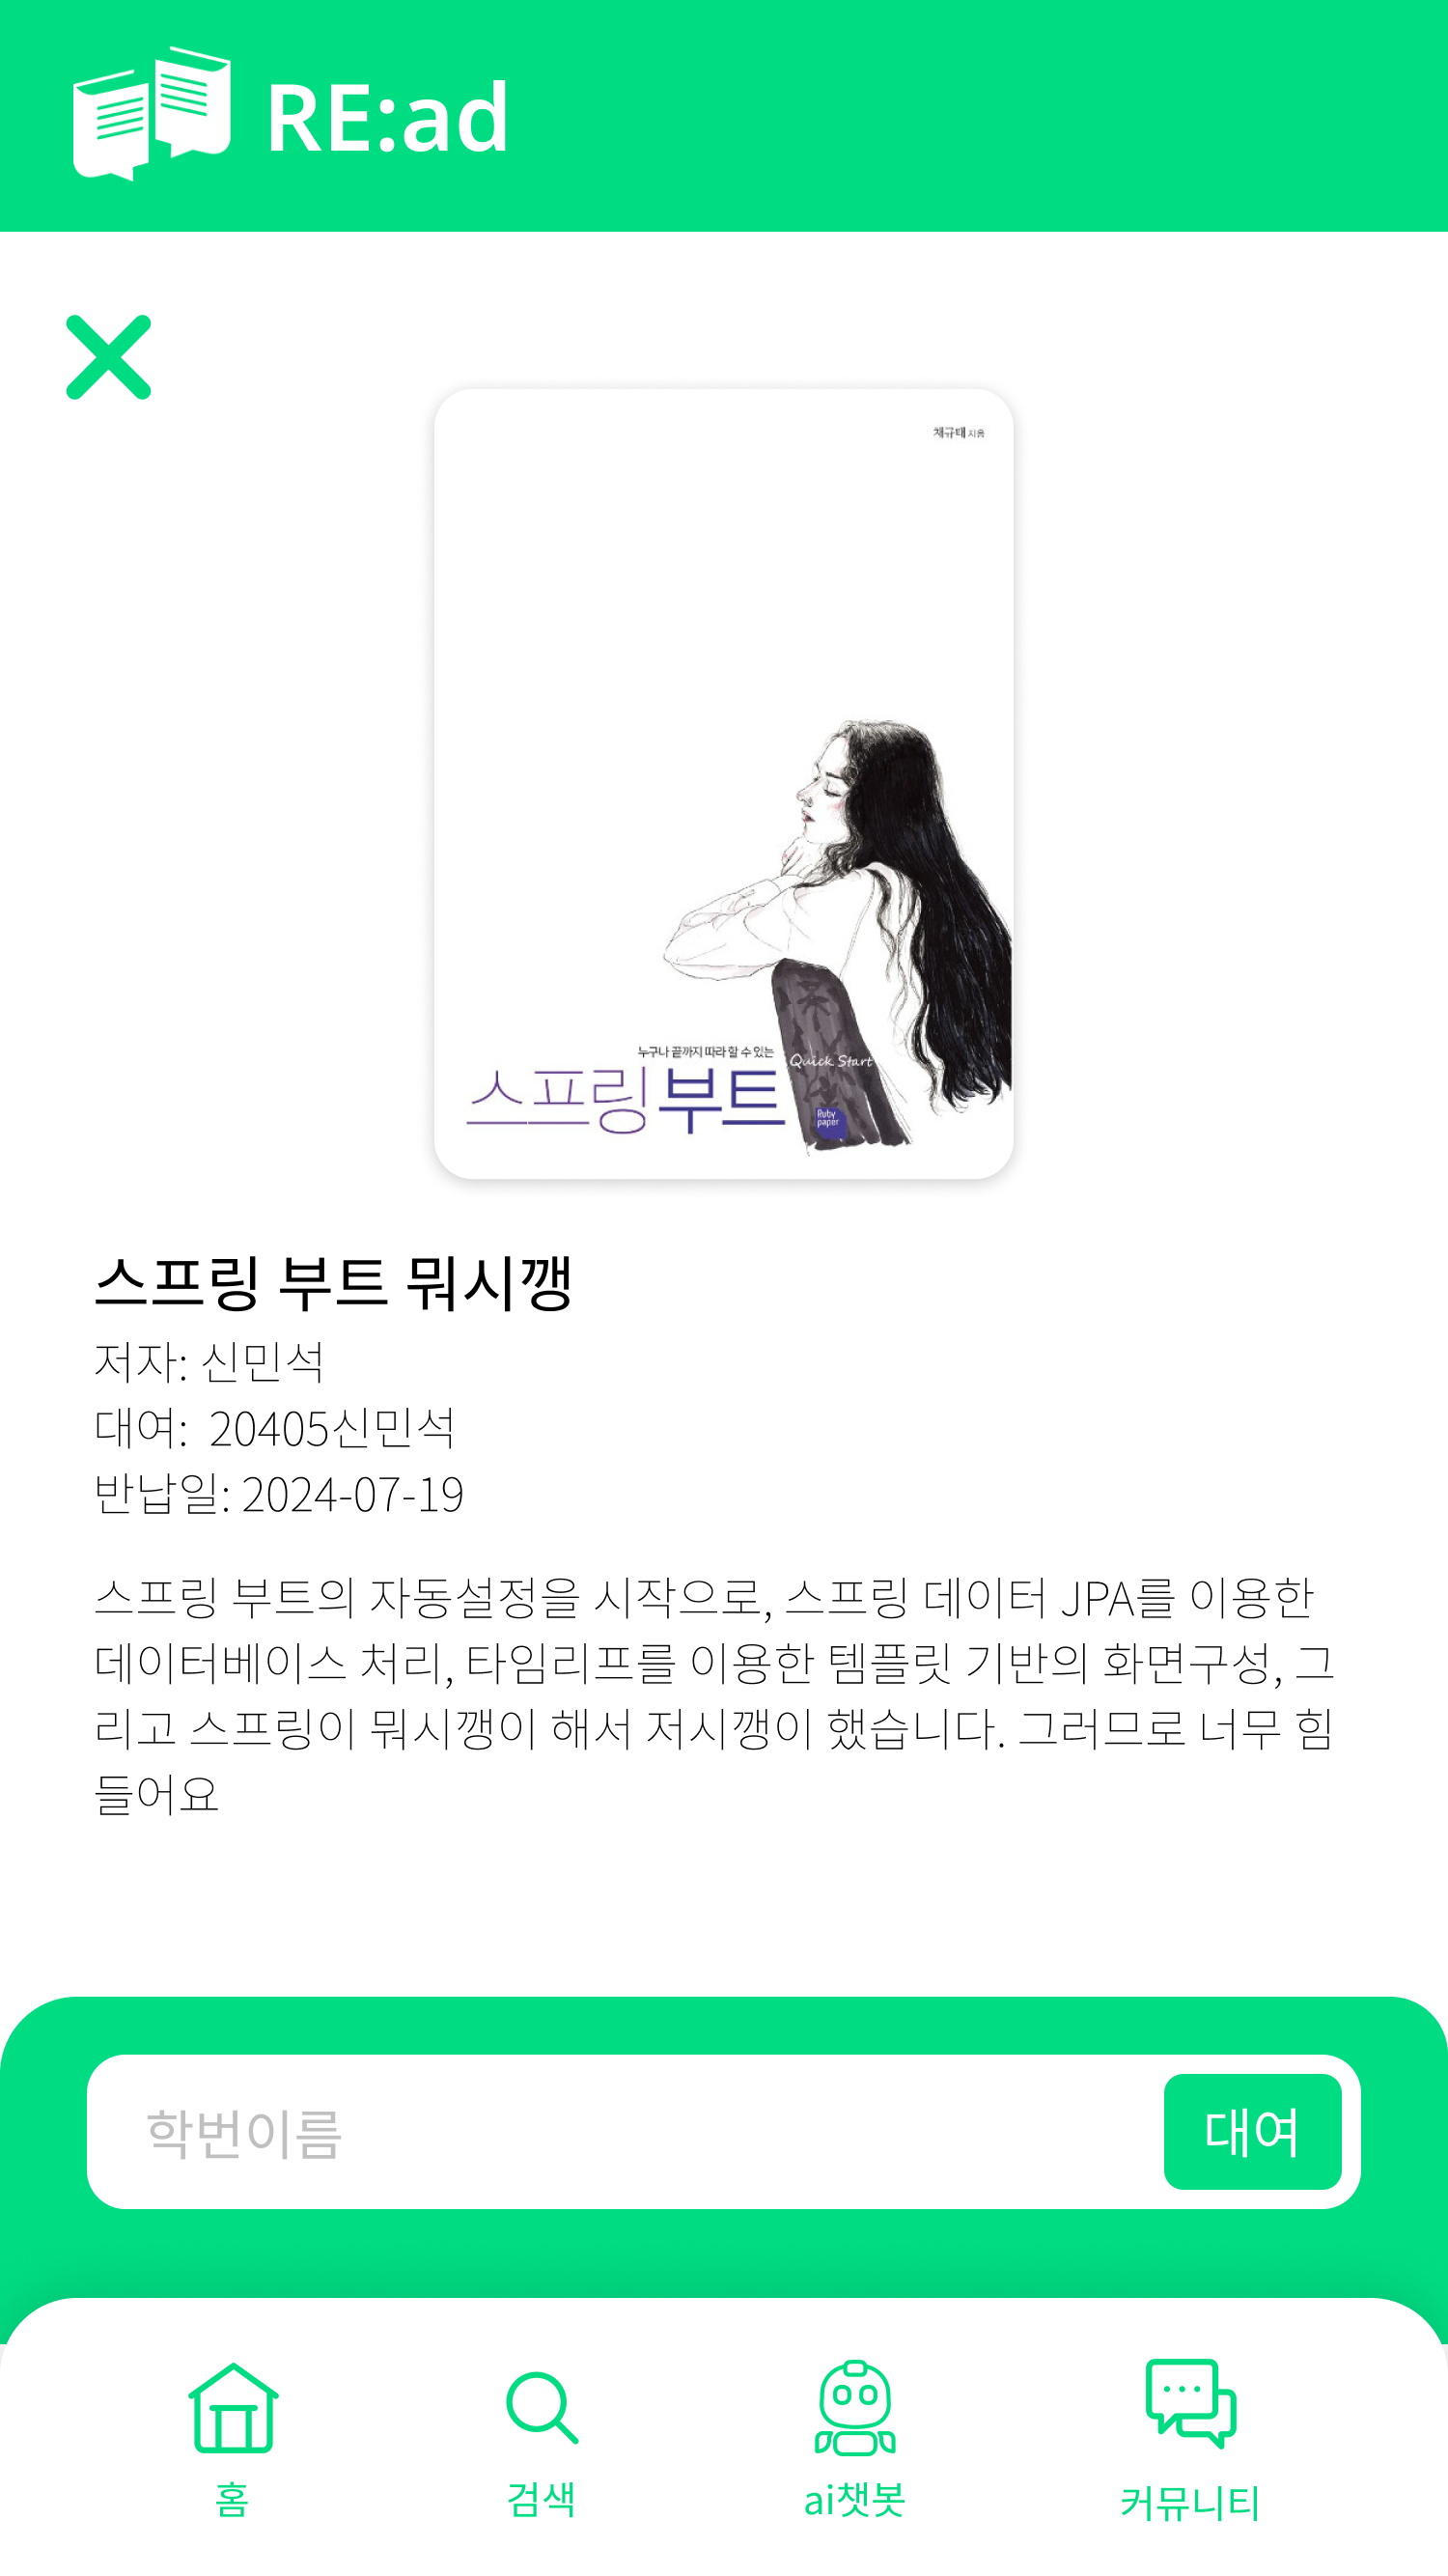 RE:ad
채규태 지음
누구나 끝까지 따라 할 수 있는
Quick Start
스프링 부트
Ruby
paper
스프링 부트 뭐시깽
저자: 신민석
대여:  20405신민석
반납일: 2024-07-19
스프링 부트의 자동설정을 시작으로, 스프링 데이터 JPA를 이용한
데이터베이스 처리, 타임리프를 이용한 템플릿 기반의 화면구성, 그
리고 스프링이 뭐시깽이 해서 저시깽이 했습니다. 그러므로 너무 힘
들어요
학번이름
대여
홈
검색
ai챗봇
커뮤니티